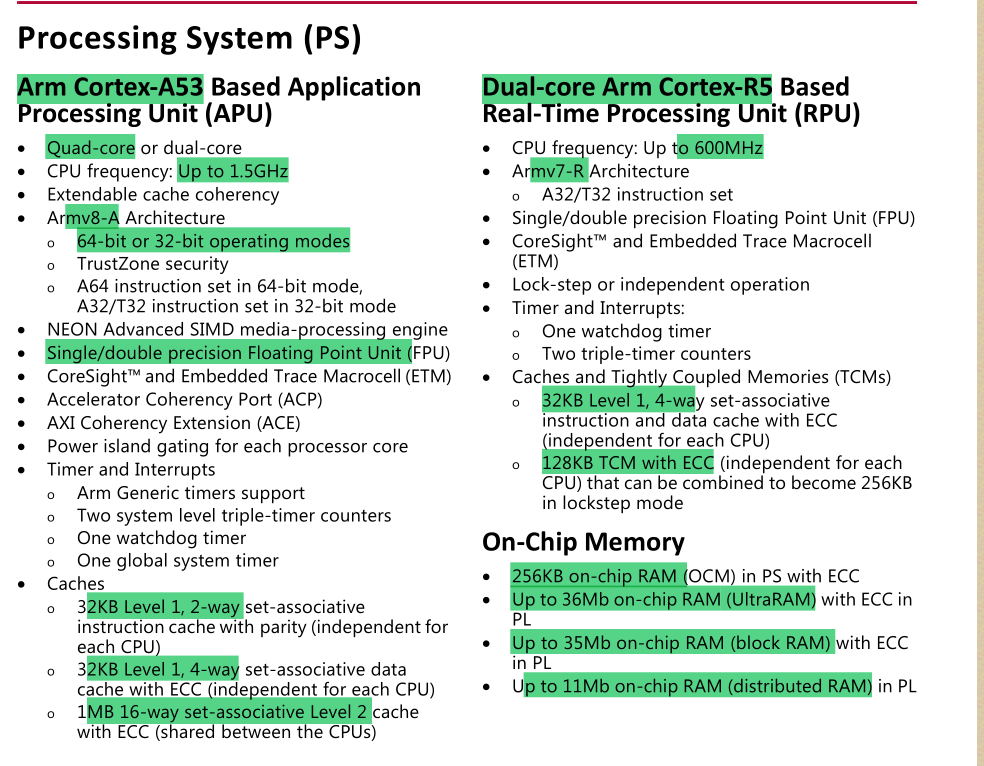 Processing System (PS)
Arm Cortex-A53 Based Application
Processing Unit (APU)
• Quad-core or dual-core
• CPU frequency: Up to 1.5GHz
• Extendable cache coherency
• Armv8-A Architecture
o 64-bit or 32-bit operating modes
o TrustZone security
o A64 instruction set in 64-bit mode,
A32/T32 instruction set in 32-bit mode
• NEON Advanced SIMD media-processing engine
• Single/double precision Floating Point Unit (FPU)
• CoreSight™ and Embedded Trace Macrocell (ETM)
• Accelerator Coherency Port (ACP)
• AXI Coherency Extension (ACE)
• Power island gating for each processor core
• Timer and Interrupts
o Arm Generic timers support
o Two system level triple-timer counters
o One watchdog timer
o One global system timer
• Caches
o 32KB Level 1, 2-way set-associative
instruction cache with parity (independent for
each CPU)
o 32KB Level 1, 4-way set-associative data
cache with ECC (independent for each CPU)
o 1MB 16-way set-associative Level 2 cache
with ECC (shared between the CPUs)
Dual-core Arm Cortex-R5 Based
Real-Time Processing Unit (RPU)
• CPU frequency: Up to 600MHz
• Armv7-R Architecture
o A32/T32 instruction set
• Single/double precision Floating Point Unit (FPU)
• CoreSight™ and Embedded Trace Macrocell
(ETM)
• Lock-step or independent operation
• Timer and Interrupts:
o One watchdog timer
o Two triple-timer counters
• Caches and Tightly Coupled Memories (TCMs)
o 32KB Level 1, 4-way set-associative
instruction and data cache with ECC
(independent for each CPU)
o 128KB TCM with ECC (independent for each
CPU) that can be combined to become 256KB
in lockstep mode
On-Chip Memory
• 256KB on-chip RAM (OCM) in PS with ECC
• Up to 36Mb on-chip RAM (UltraRAM) with ECC in
PL
• Up to 35Mb on-chip RAM (block RAM) with ECC
in PL
• Up to 11Mb on-chip RAM (distributed RAM) in PL